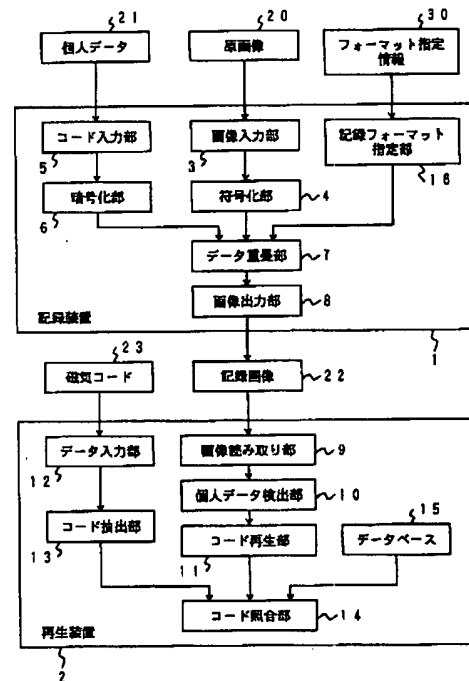 21
20
30
個人データ
原画像
フォーマット指定
情報
コード入力部
画像入力部
記録フォーマット
指定部
5
3
16
暗号化部
符号化部
6
4
データ重畳部
7
画像出力部
8
記録装置
1
23
磁気コード
記録画像
22
データ入力部
画像読み取り部
9
12
個人データ検出部
10
15
コード抽出部
コード再生部
データベース
13
11
コード照合部
14
再生装置
2